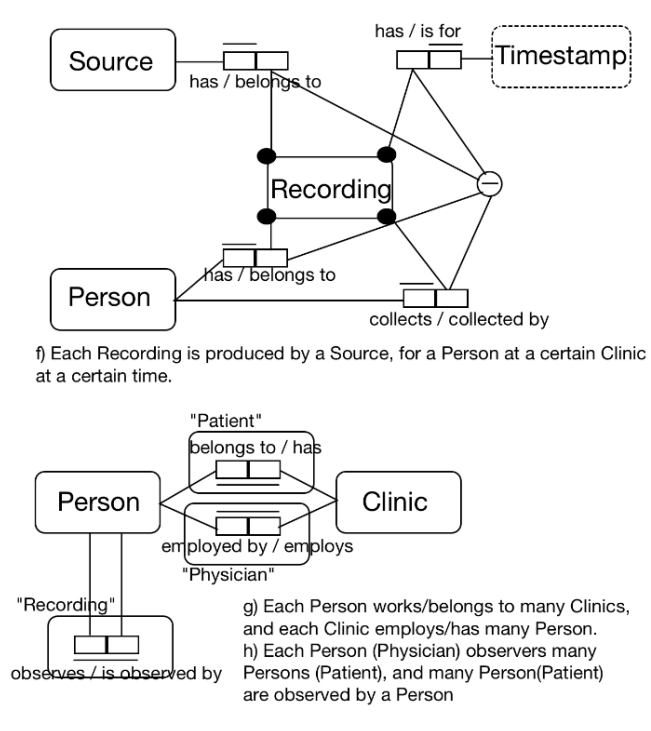 has / is for
Source
Timestamp
has / belongs to
Recording
has / belongs to
Person
collects / collected by
f) Each Recording is produced by a Source, for a Person at a certain Clinic
at a certain time.
"Patient"
belongs to / has
Person
Clinic
employed by / employs
"Physician"
"Recording"
observes / is observed by
g) Each Person works/belongs to many Clinics,
and each Clinic employs/has many Person.
h) Each Person (Physician) observers many
Persons (Patient), and many Person(Patient)
are observed by a Person